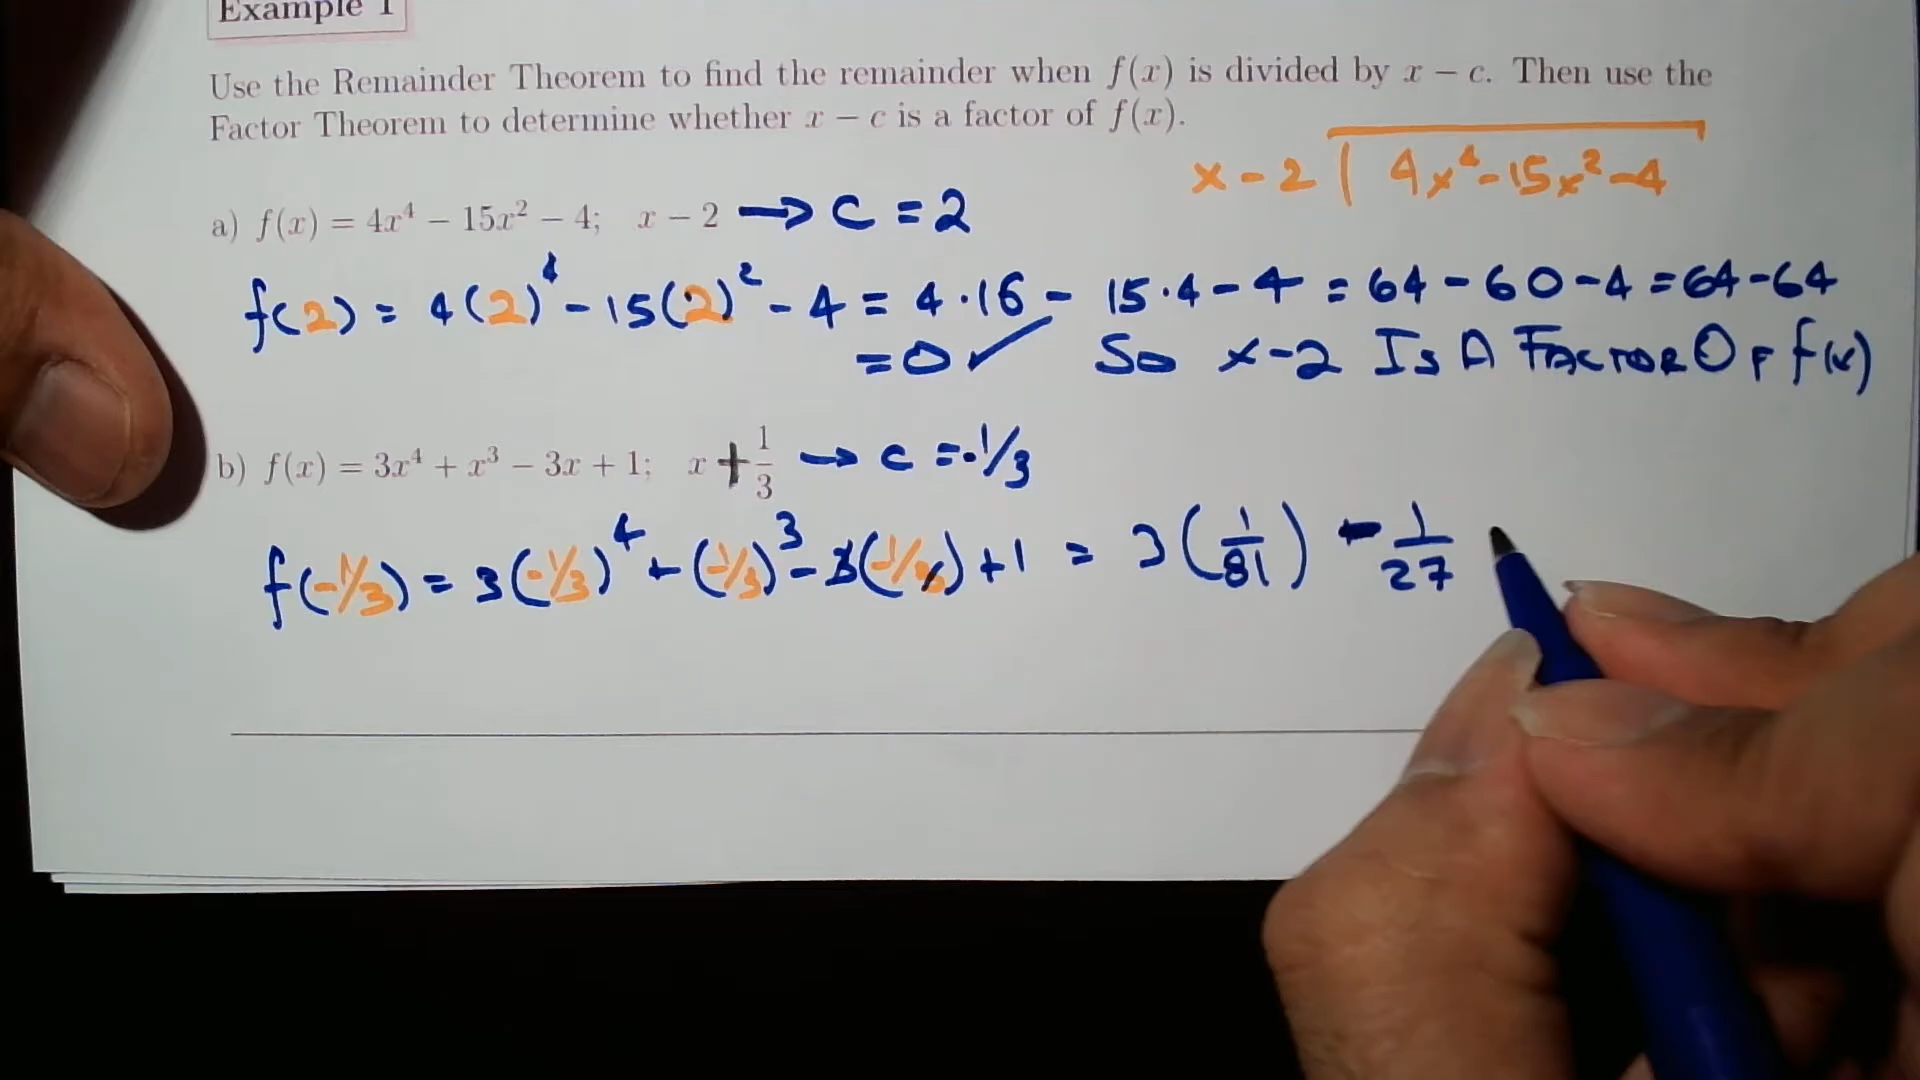 Example 1
Use the Remainder Theorem to find the remainder when f(x) is divided by x − c. Then use the
Factor Theorem to determine whether x − c is a factor of f(x).
x - 2 ⟌ 4x⁴ - 15x² - 4
a) f(x) = 4x⁴ − 15x² − 4; x − 2 → C = 2
f(2) = 4(2)⁴ - 15(2)² - 4 = 4·16 - 15·4 - 4 = 64 - 60 - 4 = 64 - 64
= 0 ✓ So x-2 Is A FACTOR OF f(x)
b) f(x) = 3x⁴ + x³ − 3x + 1; x + 1/3 → c = -1/3
f(-1/3) = 3(-1/3)⁴ + (-1/3)³ - 3(-1/3) + 1 = 3(1/81) - 1/27